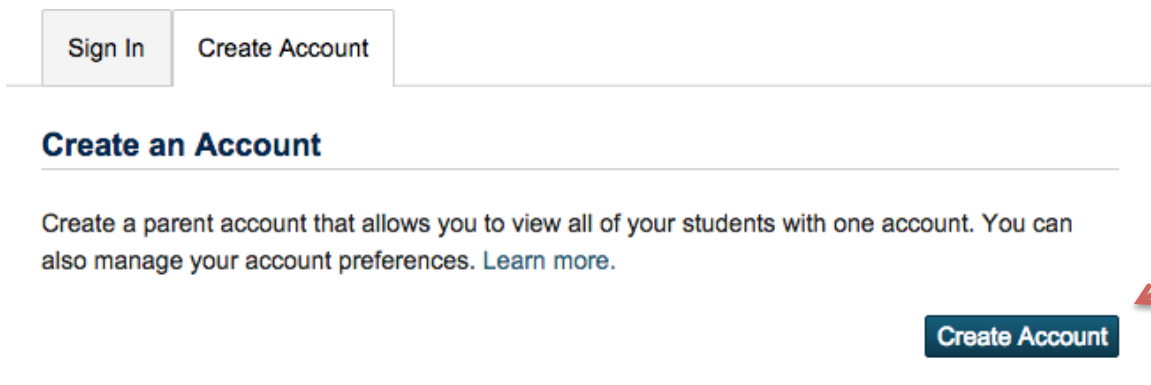 Sign In Create Account
Create an Account
Create a parent account that allows you to view all of your students with one account. You can
also manage your account preferences. Learn more.
Create Account